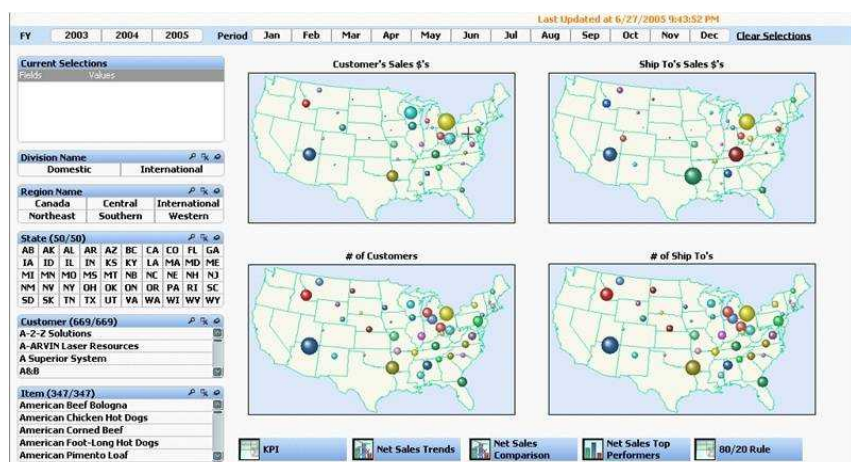 Last Updated at 6/27/2005 9:43:52 PM
FY 2003 2004 2005 Period Jan Feb Mar Apr May Jun Jul Aug Sep Oct Nov Dec Clear Selections
Current Selections
Fields Values
Customer's Sales $'s
Ship To's Sales $'s
Division Name
Domestic International
Region Name
Canada Central International
Northeast Southern Western
State (50/50)
AB AK AL AR AZ BC CA CO FL GA
IA ID IL IN KS KY LA MA MD ME
MI MN MO MS MT NB NC NE NH NJ
NM NV NY OH OK ON OR PA RI SC
SD SK TN TX UT VA WA WI WV WY
# of Customers
# of Ship To's
Customer (669/669)
A-2-Z Solutions
A-ARVIN Laser Resources
A Superior System
A&B
Item (347/347)
American Beef Bologna
American Chicken Hot Dogs
American Corned Beef
American Foot-Long Hot Dogs
American Pimento Loaf
KPI
Net Sales Trends
Net Sales
Comparison
Net Sales Top
Performers
80/20 Rule